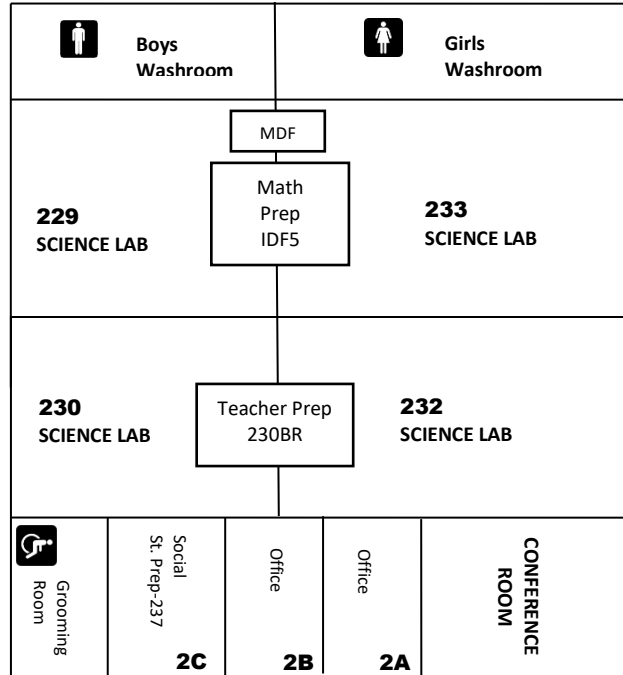 Boys
Washroom
Girls
Washroom
MDF
Math
Prep
IDF5
229
SCIENCE LAB
233
SCIENCE LAB
230
SCIENCE LAB
Teacher Prep
230BR
232
SCIENCE LAB
Grooming
Room
Social
St. Prep-237
2C
Office
2B
Office
2A
CONFERENCE
ROOM